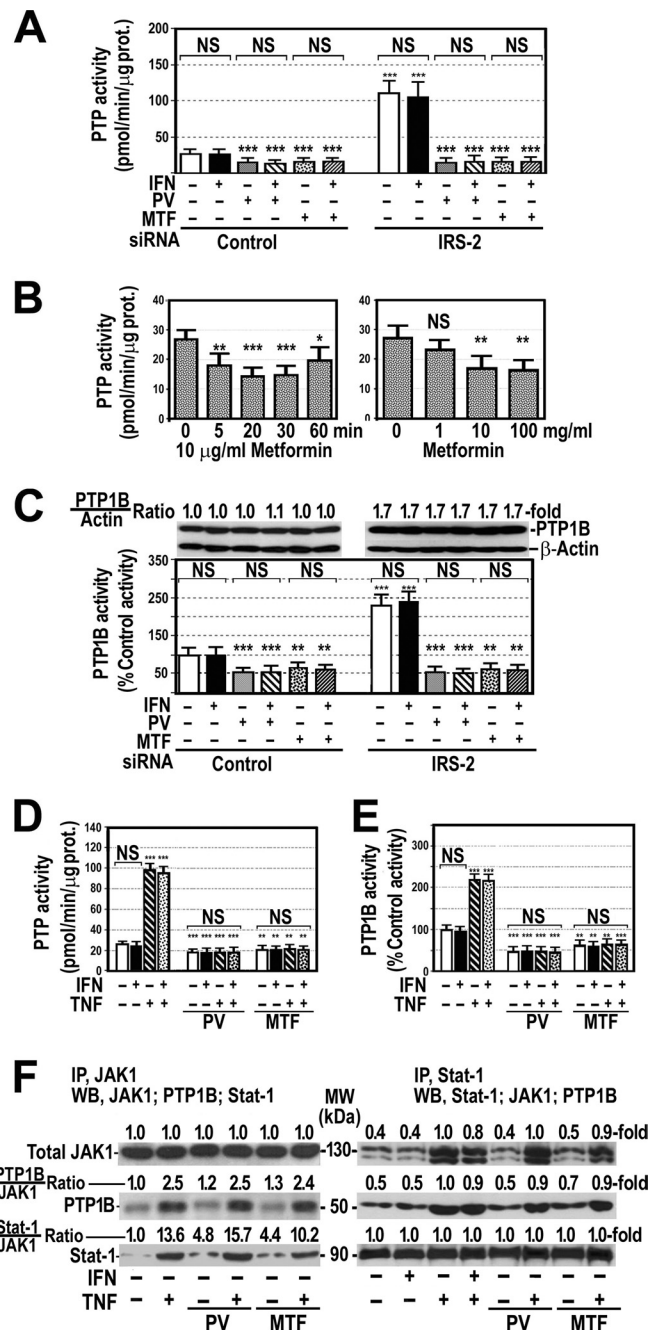 A
NS NS NS NS NS NS
PTP activity
(pmol/min/µg prot.)
150
100
50
*** ***
*** *** *** *** *** *** *** ***
IFN – + – + – + – + – + – +
PV – – + + – – – – + + – –
MTF – – – – + + – – – – + +
siRNA Control IRS-2
B
PTP activity
(pmol/min/µg prot.)
40 40
30 30
20 20
10 10
0 0
** *** *** *
NS ** **
0 5 20 30 60 min
10 µg/ml Metformin
0 1 10 100 mg/ml
Metformin
C
PTP1B
Actin
Ratio 1.0 1.0 1.0 1.1 1.0 1.0 1.7 1.7 1.7 1.7 1.7 1.7 -fold
-PTP1B
–β-Actin
PTP1B activity
(% Control activity)
350
250
150
50
NS NS NS NS NS NS
*** ***
*** *** ** ** *** *** ** **
IFN – + – + – + – + – + – +
PV – – + + – – – – + + – –
MTF – – – – + + – – – – + +
siRNA Control IRS-2
D
PTP activity
(pmol/min/µg prot.)
140
120
100
80
60
40
20
0
NS NS NS
*** ***
*** *** *** *** ** ** ** **
IFN – + – + – + – + – + – +
TNF – – + + – – + + – – + +
PV MTF
E
PTP1B activity
(% Control activity)
350
250
150
50
NS NS NS
*** ***
*** *** *** *** ** ** ** ***
IFN – + – + – + – + – + – +
TNF – – + + – – + + – – + +
PV MTF
F
IP, JAK1
WB, JAK1; PTP1B; Stat-1
MW
(kDa)
IP, Stat-1
WB, Stat-1; JAK1; PTP1B
1.0 1.0 1.0 1.0 1.0 1.0 0.4 0.4 1.0 0.8 0.4 1.0 0.5 0.9 -fold
Total JAK1 -130-
PTP1B
JAK1
Ratio — 1.0 2.5 1.2 2.5 1.3 2.4 0.5 0.5 1.0 0.9 0.5 1.0 0.7 0.9 -fold
PTP1B - 50 -
Stat-1
JAK1
Ratio — 1.0 13.6 4.8 15.7 4.4 10.2 1.0 1.0 1.0 1.0 1.0 1.0 1.0 1.0 -fold
Stat-1 90
IFN – – – – – – – + – + – – – –
TNF – + – + – + – – + + – + – +
PV MTF PV MTF